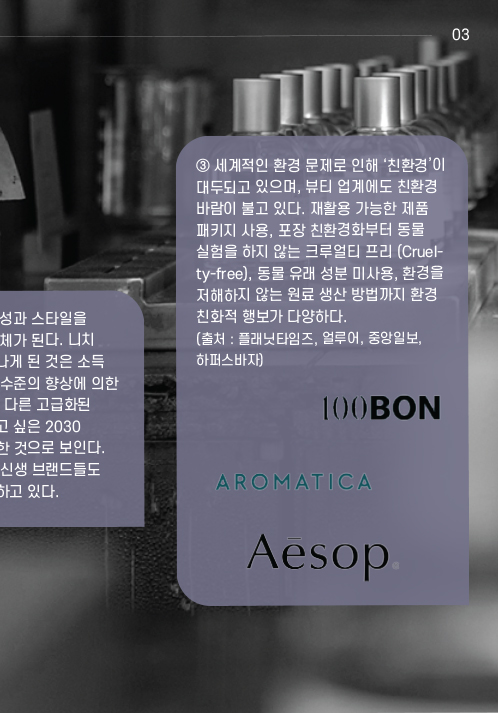 03
성과 스타일을
체가 된다. 니치
나게 된 것은 소득
수준의 향상에 의한
다른 고급화된
고 싶은 2030
한 것으로 보인다.
신생 브랜드들도
하고 있다.
③ 세계적인 환경 문제로 인해 ‘친환경’이
대두되고 있으며, 뷰티 업계에도 친환경
바람이 불고 있다. 재활용 가능한 제품
패키지 사용, 포장 친환경화부터 동물
실험을 하지 않는 크루얼티 프리 (Cruel-
ty-free), 동물 유래 성분 미사용, 환경을
저해하지 않는 원료 생산 방법까지 환경
친화적 행보가 다양하다.
(출처 : 플래닛타임즈, 얼루어, 중앙일보,
하퍼스바자)
100BON
AROMATICA
Aēsop.